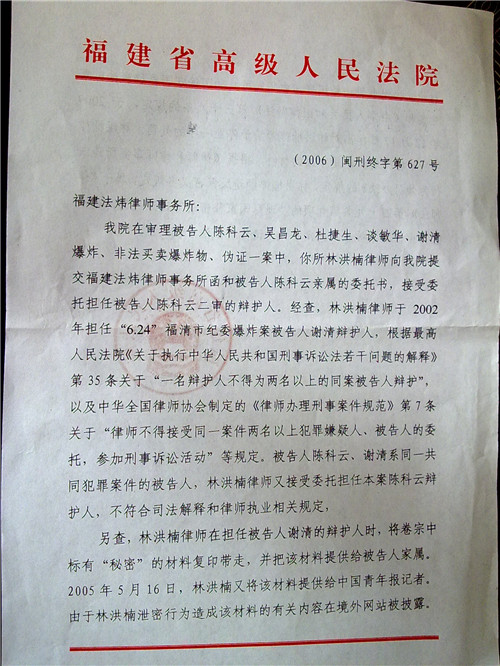 福建省高级人民法院
（2006）闽刑终字第 627 号
福建法炜律师事务所：
我院在审理被告人陈科云、吴昌龙、杜捷生、谈敏华、谢清
爆炸、非法买卖爆炸物、伪证一案中，你所林洪楠律师向我院提
交福建法炜律师事务所函和被告人陈科云亲属的委托书，接受委
托担任被告人陈科云二审的辩护人。经查，林洪楠律师于 2002
年担任“6.24”福清市纪委爆炸案被告人谢清辩护人，根据最高
人民法院《关于执行中华人民共和国刑事诉讼法若干问题的解释》
第 35 条关于“一名辩护人不得为两名以上的同案被告人辩护”，
以及中华全国律师协会制定的《律师办理刑事案件规范》第 7 条
关于“律师不得接受同一案件两名以上犯罪嫌疑人、被告人的委
托，参加刑事诉讼活动”等规定。被告人陈科云、谢清系同一共
同犯罪案件的被告人，林洪楠律师又接受委托担任本案陈科云辩
护人，不符合司法解释和律师执业相关规定，
另查，林洪楠律师在担任被告人谢清的辩护人时，将卷宗中
标有“秘密”的材料复印带走，并把该材料提供给被告人家属。
2005 年 5 月 16 日，林洪楠又将该材料提供给中国青年报记者。
由于林洪楠泄密行为造成该材料的有关内容在境外网站被披露。